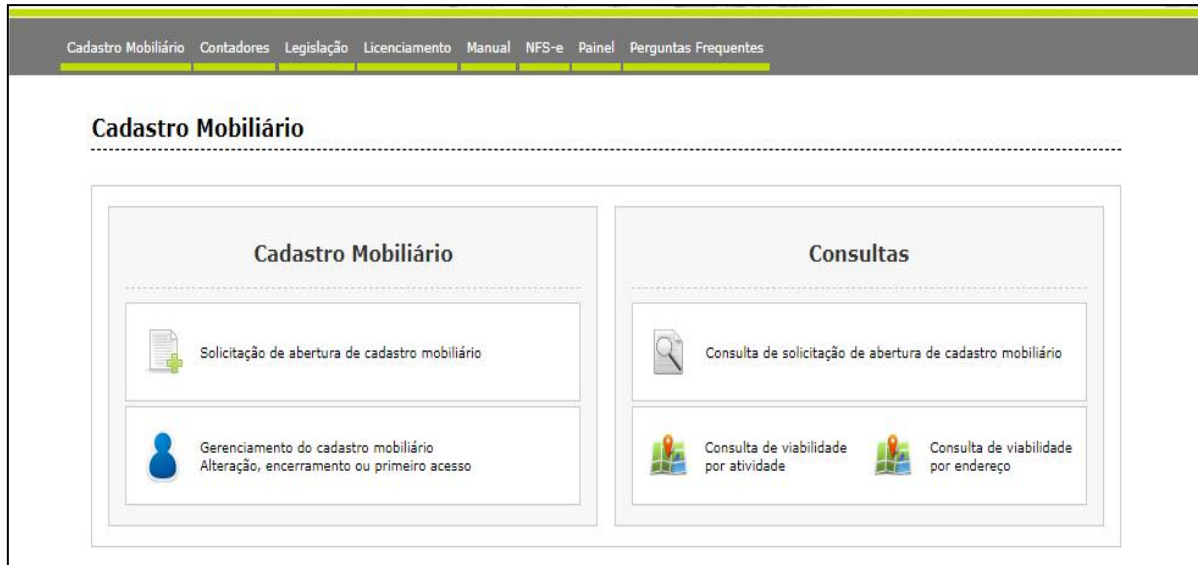 Cadastro Mobiliário Contadores Legislação Licenciamento Manual NFS-e Painel Perguntas Frequentes
Cadastro Mobiliário
Cadastro Mobiliário
Solicitação de abertura de cadastro mobiliário
Gerenciamento do cadastro mobiliário
Alteração, encerramento ou primeiro acesso
Consultas
Consulta de solicitação de abertura de cadastro mobiliário
Consulta de viabilidade
por atividade
Consulta de viabilidade
por endereço